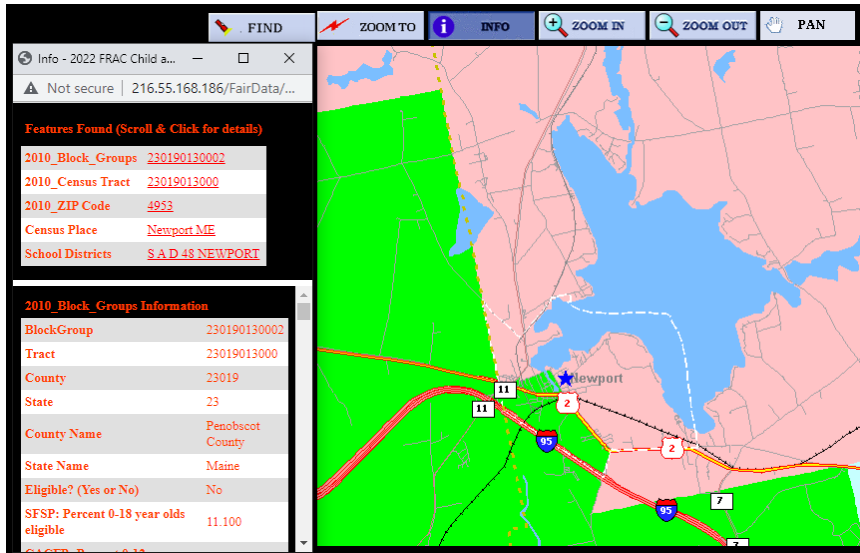 FIND
ZOOM TO
INFO
ZOOM IN
ZOOM OUT
PAN
Info - 2022 FRAC Child a...
Not secure | 216.55.168.186/FairData/...
Features Found (Scroll & Click for details)
2010_Block_Groups 230190130002
2010_Census Tract 23019013000
2010_ZIP Code 4953
Census Place Newport ME
School Districts S A D 48 NEWPORT
2010_Block_Groups Information
BlockGroup 230190130002
Tract 23019013000
County 23019
State 23
County Name Penobscot
County
State Name Maine
Eligible? (Yes or No) No
SFSP: Percent 0-18 year olds
eligible 11.100
Newport
11
11
2
95
2
7
95